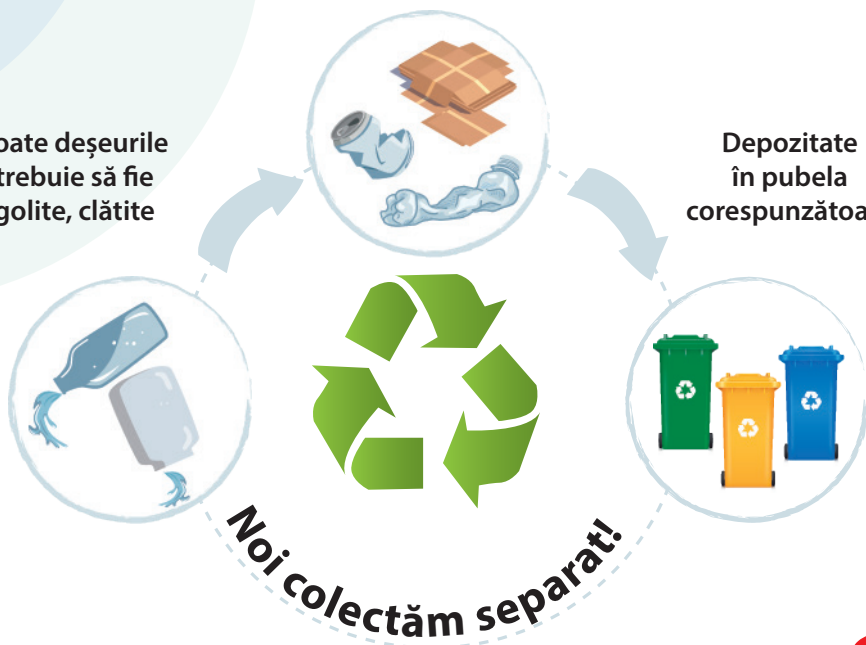 oate deșeurile
trebuie să fie
golite, clătite
Depozitate
în pubela
corespunzătoa
Noi colectăm separat!